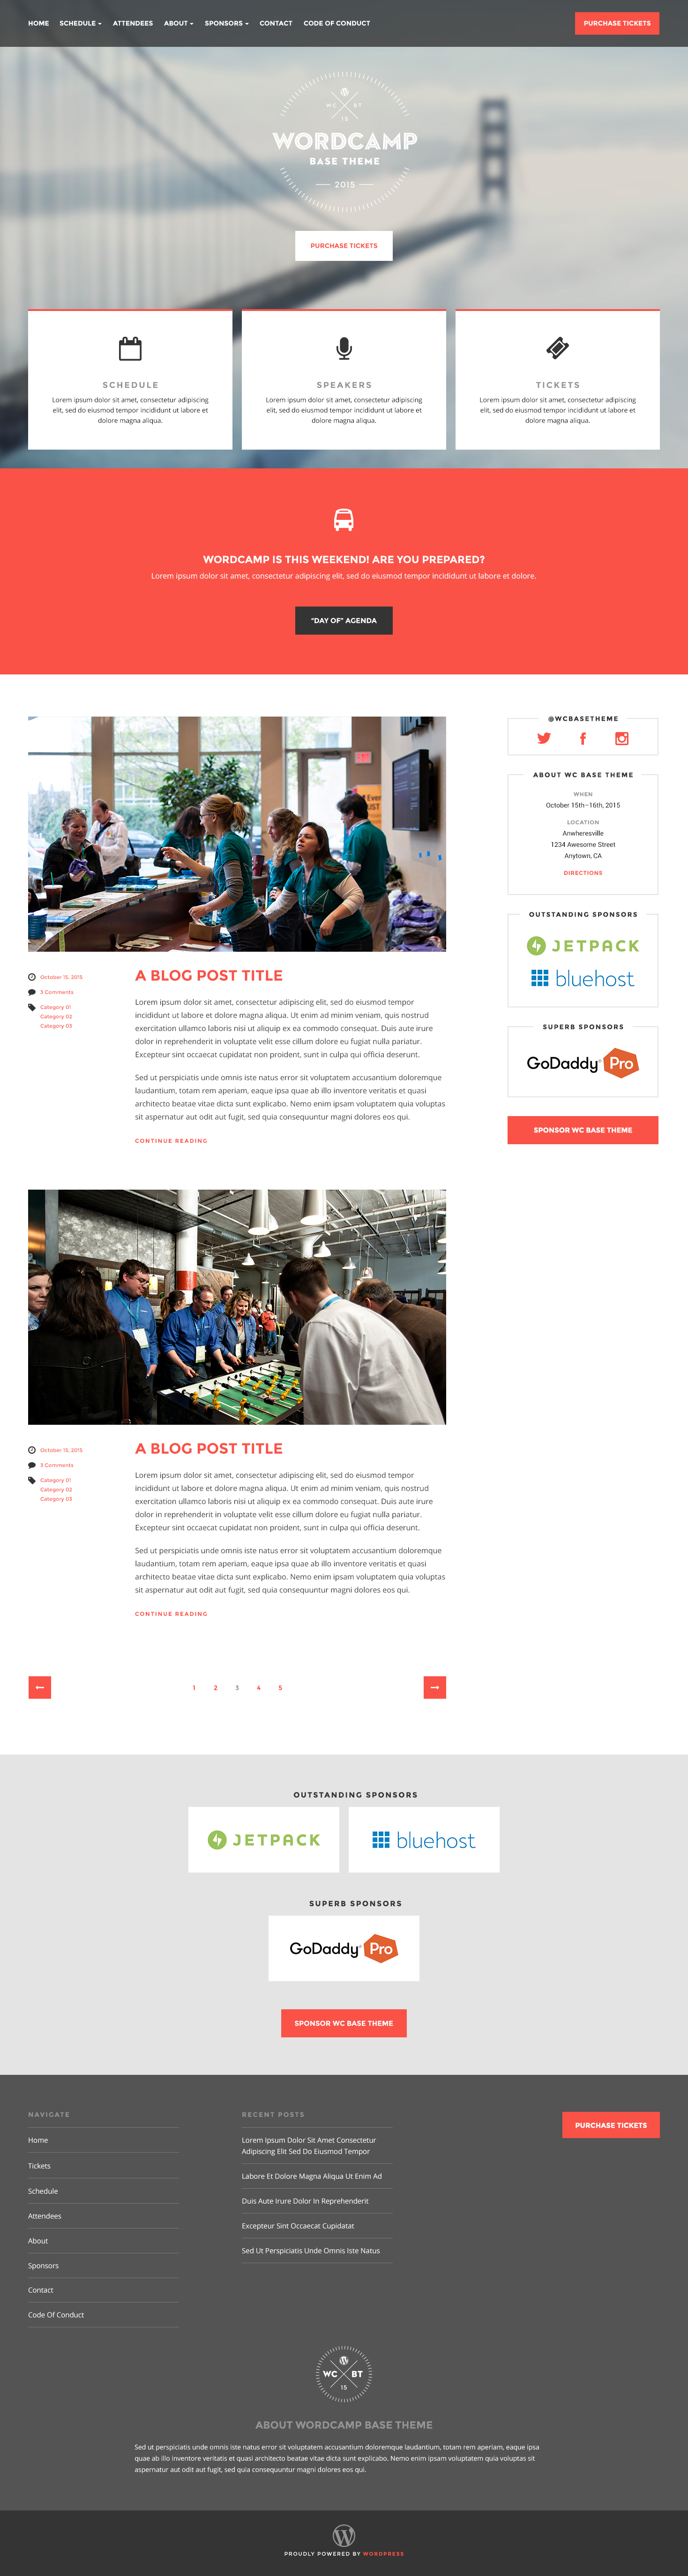 HOME SCHEDULE ATTENDEES ABOUT SPONSORS CONTACT CODE OF CONDUCT PURCHASE TICKETS
WC BT
15
WORDCAMP
BASE THEME
2015
PURCHASE TICKETS
SCHEDULE
Lorem ipsum dolor sit amet, consectetur adipiscing
elit, sed do eiusmod tempor incididunt ut labore et
dolore magna aliqua.
SPEAKERS
Lorem ipsum dolor sit amet, consectetur adipiscing
elit, sed do eiusmod tempor incididunt ut labore et
dolore magna aliqua.
TICKETS
Lorem ipsum dolor sit amet, consectetur adipiscing
elit, sed do eiusmod tempor incididunt ut labore et
dolore magna aliqua.
WORDCAMP IS THIS WEEKEND! ARE YOU PREPARED?
Lorem ipsum dolor sit amet, consectetur adipiscing elit, sed do eiusmod tempor incididunt ut labore et dolore.
"DAY OF" AGENDA
October 15, 2015
3 Comments
Category 01
Category 02
Category 03
A BLOG POST TITLE
Lorem ipsum dolor sit amet, consectetur adipiscing elit, sed do eiusmod tempor
incididunt ut labore et dolore magna aliqua. Ut enim ad minim veniam, quis nostrud
exercitation ullamco laboris nisi ut aliquip ex ea commodo consequat. Duis aute irure
dolor in reprehenderit in voluptate velit esse cillum dolore eu fugiat nulla pariatur.
Excepteur sint occaecat cupidatat non proident, sunt in culpa qui officia deserunt.
Sed ut perspiciatis unde omnis iste natus error sit voluptatem accusantium doloremque
laudantium, totam rem aperiam, eaque ipsa quae ab illo inventore veritatis et quasi
architecto beatae vitae dicta sunt explicabo. Nemo enim ipsam voluptatem quia voluptas
sit aspernatur aut odit aut fugit, sed quia consequuntur magni dolores eos qui.
CONTINUE READING
October 15, 2015
3 Comments
Category 01
Category 02
Category 03
A BLOG POST TITLE
Lorem ipsum dolor sit amet, consectetur adipiscing elit, sed do eiusmod tempor
incididunt ut labore et dolore magna aliqua. Ut enim ad minim veniam, quis nostrud
exercitation ullamco laboris nisi ut aliquip ex ea commodo consequat. Duis aute irure
dolor in reprehenderit in voluptate velit esse cillum dolore eu fugiat nulla pariatur.
Excepteur sint occaecat cupidatat non proident, sunt in culpa qui officia deserunt.
Sed ut perspiciatis unde omnis iste natus error sit voluptatem accusantium doloremque
laudantium, totam rem aperiam, eaque ipsa quae ab illo inventore veritatis et quasi
architecto beatae vitae dicta sunt explicabo. Nemo enim ipsam voluptatem quia voluptas
sit aspernatur aut odit aut fugit, sed quia consequuntur magni dolores eos qui.
CONTINUE READING
1 2 3 4 5
@WCBASETHEME
ABOUT WC BASE THEME
WHEN
October 15th–16th, 2015
LOCATION
Anwheresville
1234 Awesome Street
Anytown, CA
DIRECTIONS
OUTSTANDING SPONSORS
JETPACK
bluehost
SUPERB SPONSORS
GoDaddy Pro
SPONSOR WC BASE THEME
OUTSTANDING SPONSORS
JETPACK bluehost
SUPERB SPONSORS
GoDaddy Pro
SPONSOR WC BASE THEME
NAVIGATE
Home
Tickets
Schedule
Attendees
About
Sponsors
Contact
Code Of Conduct
RECENT POSTS
Lorem Ipsum Dolor Sit Amet Consectetur
Adipiscing Elit Sed Do Eiusmod Tempor
Labore Et Dolore Magna Aliqua Ut Enim Ad
Duis Aute Irure Dolor In Reprehenderit
Excepteur Sint Occaecat Cupidatat
Sed Ut Perspiciatis Unde Omnis Iste Natus
PURCHASE TICKETS
WC BT
15
ABOUT WORDCAMP BASE THEME
Sed ut perspiciatis unde omnis iste natus error sit voluptatem accusantium doloremque laudantium, totam rem aperiam, eaque ipsa
quae ab illo inventore veritatis et quasi architecto beatae vitae dicta sunt explicabo. Nemo enim ipsam voluptatem quia voluptas sit
aspernatur aut odit aut fugit, sed quia consequuntur magni dolores eos qui.
PROUDLY POWERED BY WORDPRESS